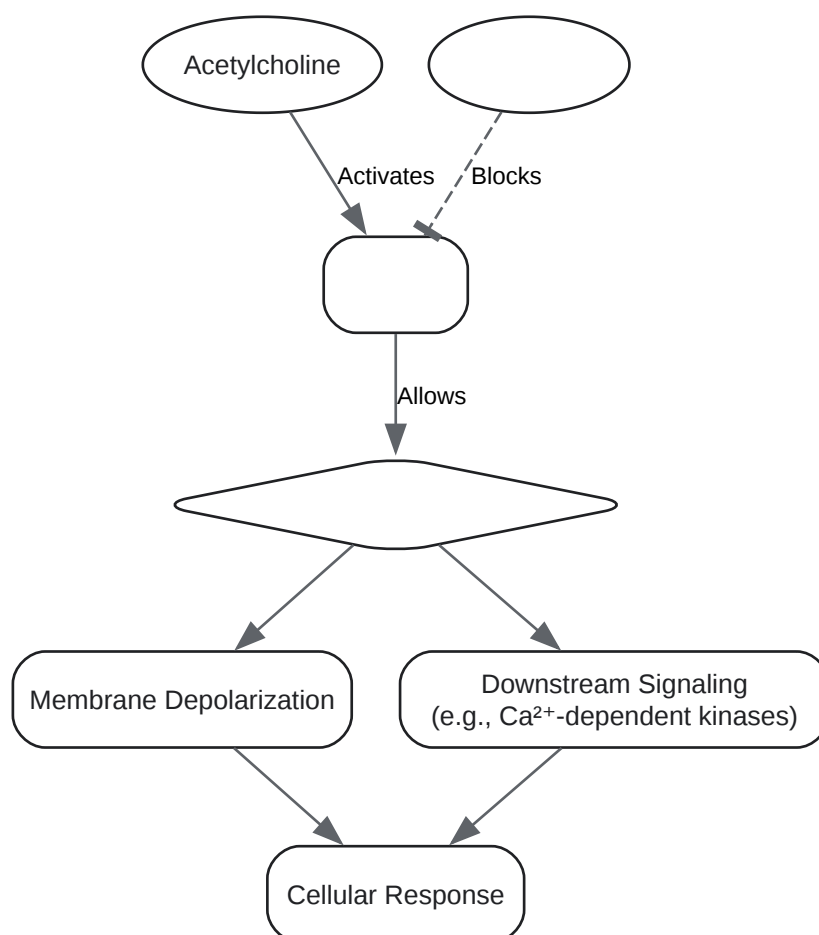 Acetylcholine
Activates
Blocks
Allows
Membrane Depolarization
Downstream Signaling
(e.g., Ca²⁺-dependent kinases)
Cellular Response